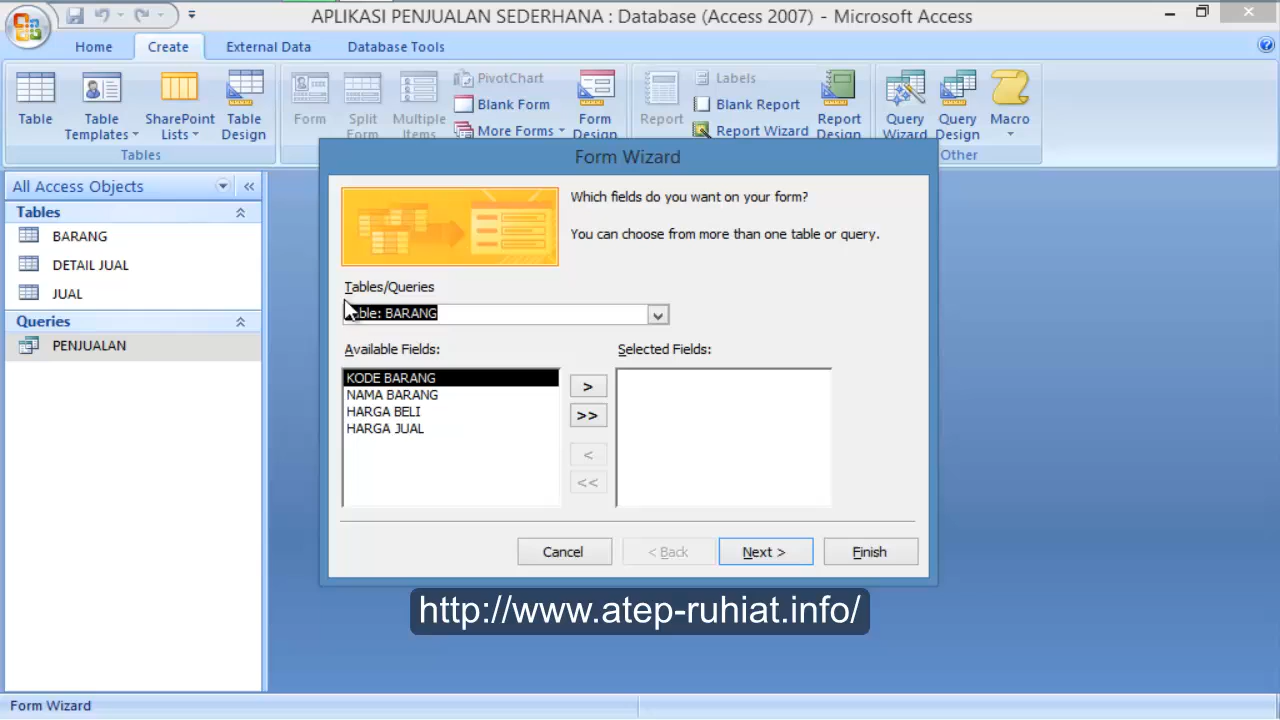 APLIKASI PENJUALAN SEDERHANA : Database (Access 2007) - Microsoft Access
Home
Create
External Data
Database Tools
Table
Table Templates
SharePoint Lists
Table Design
Tables
Form
Split Form
Multiple Items
PivotChart
Blank Form
More Forms
Form Design
Report
Labels
Blank Report
Report Wizard
Report Design
Query Wizard
Query Design
Macro
Other
All Access Objects
«
Tables
BARANG
DETAIL JUAL
JUAL
Queries
PENJUALAN
Form Wizard
Which fields do you want on your form?
You can choose from more than one table or query.
Tables/Queries
ble: BARANG
Available Fields:
Selected Fields:
KODE BARANG
NAMA BARANG
HARGA BELI
HARGA JUAL
>
>>
<
<<
Cancel
< Back
Next >
Finish
http://www.atep-ruhiat.info/
Form Wizard